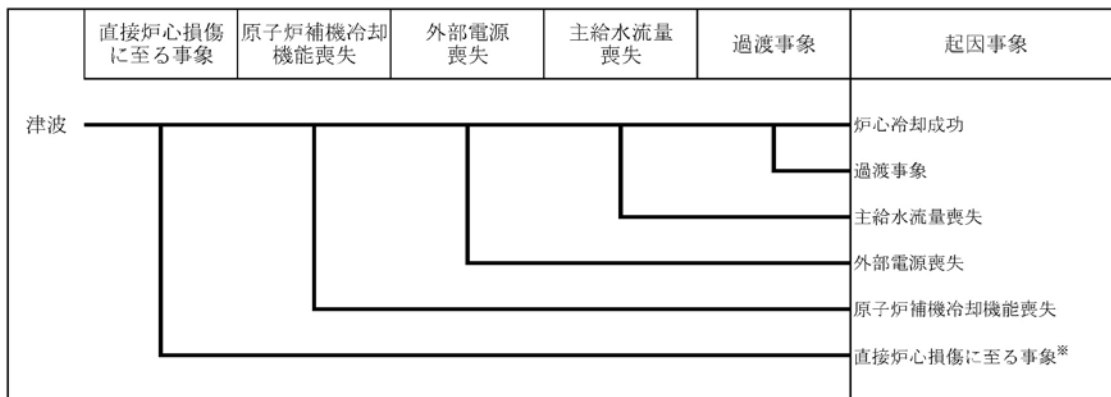 直接炉心損傷
に至る事象
原子炉補機冷却
機能喪失
外部電源
喪失
主給水流量
喪失
過渡事象
起因事象
津波
炉心冷却成功
過渡事象
主給水流量喪失
外部電源喪失
原子炉補機冷却機能喪失
直接炉心損傷に至る事象※